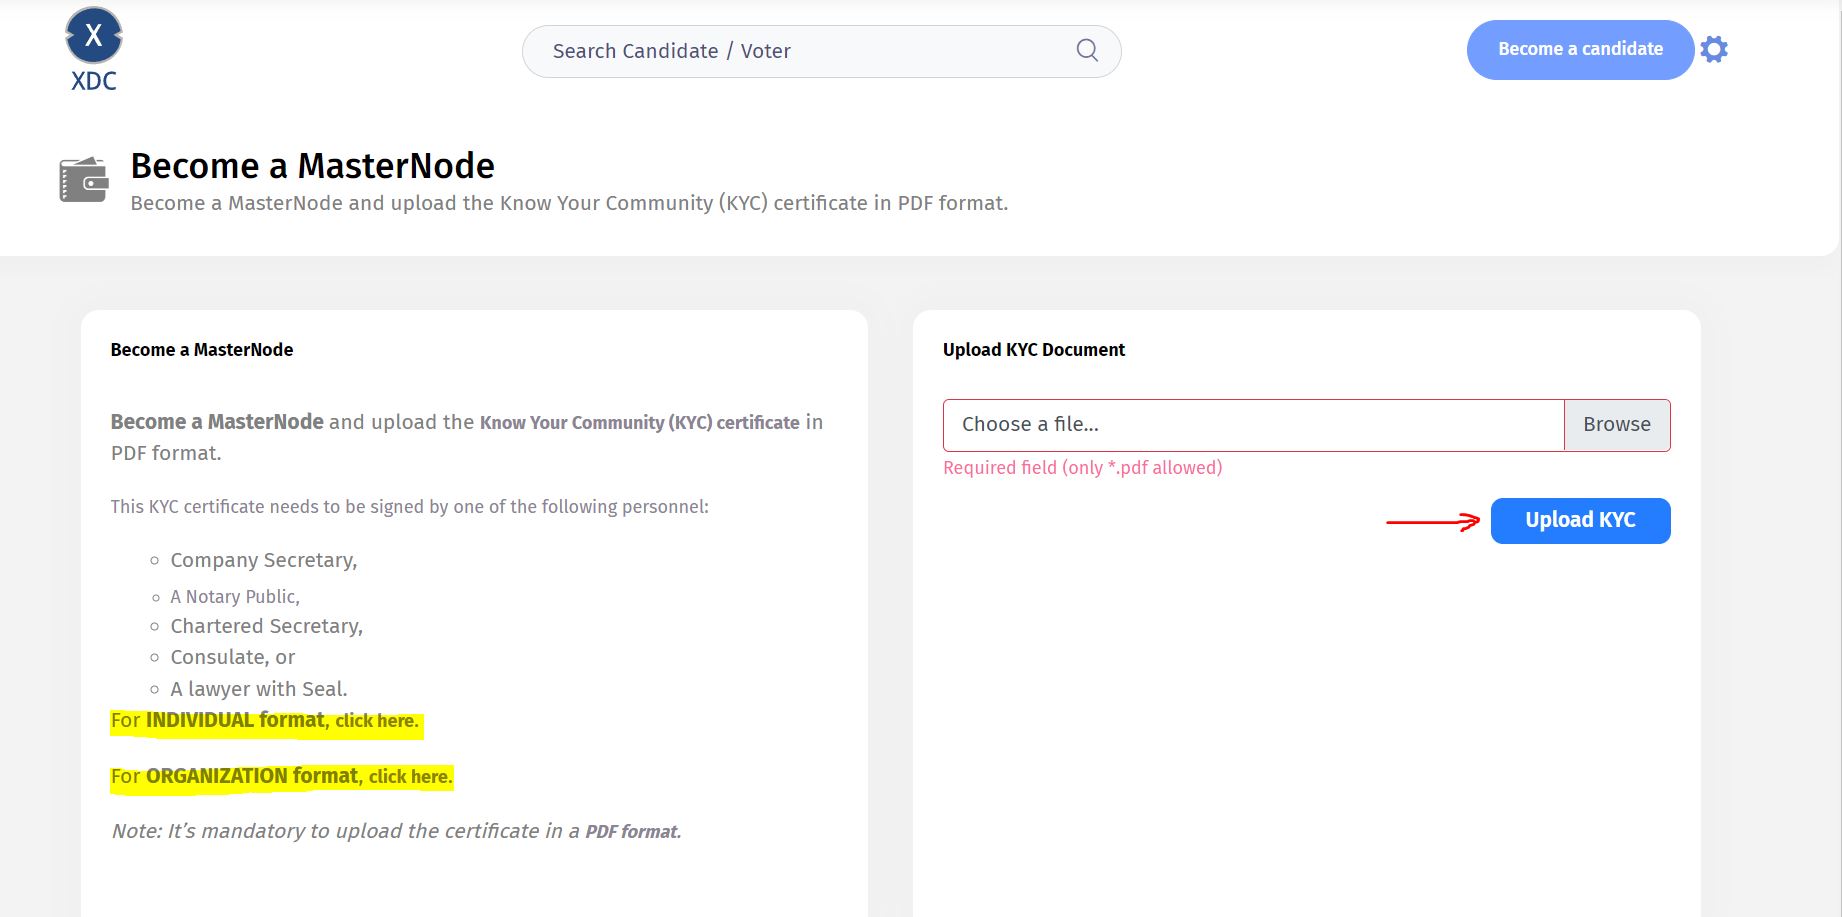 X
XDC
Search Candidate / Voter
Become a candidate
Become a MasterNode
Become a MasterNode and upload the Know Your Community (KYC) certificate in PDF format.
Become a MasterNode
Become a MasterNode and upload the Know Your Community (KYC) certificate in
PDF format.
This KYC certificate needs to be signed by one of the following personnel:
Company Secretary,
A Notary Public,
Chartered Secretary,
Consulate, or
A lawyer with Seal.
For INDIVIDUAL format, click here.
For ORGANIZATION format, click here.
Note: It’s mandatory to upload the certificate in a PDF format.
Upload KYC Document
Choose a file...
Browse
Required field (only *.pdf allowed)
Upload KYC